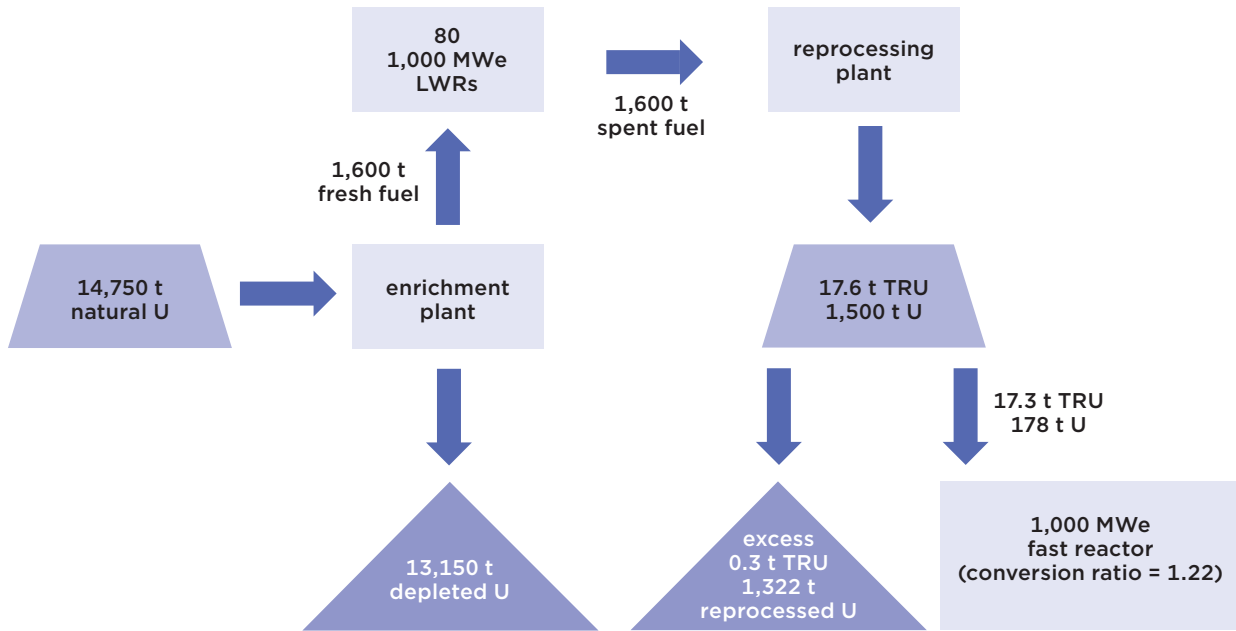 80
1,000 MWe
LWRs
1,600 t
spent fuel
reprocessing
plant
1,600 t
fresh fuel
14,750 t
natural U
enrichment
plant
17.6 t TRU
1,500 t U
17.3 t TRU
178 t U
13,150 t
depleted U
excess
0.3 t TRU
1,322 t
reprocessed U
1,000 MWe
fast reactor
(conversion ratio = 1.22)